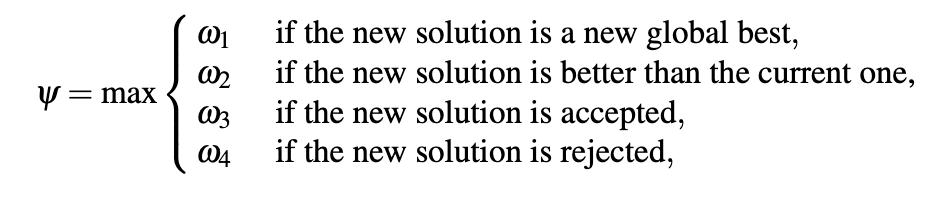 ω1 if the new solution is a new global best,
ω2 if the new solution is better than the current one,
ψ = max
ω3 if the new solution is accepted,
ω4 if the new solution is rejected,